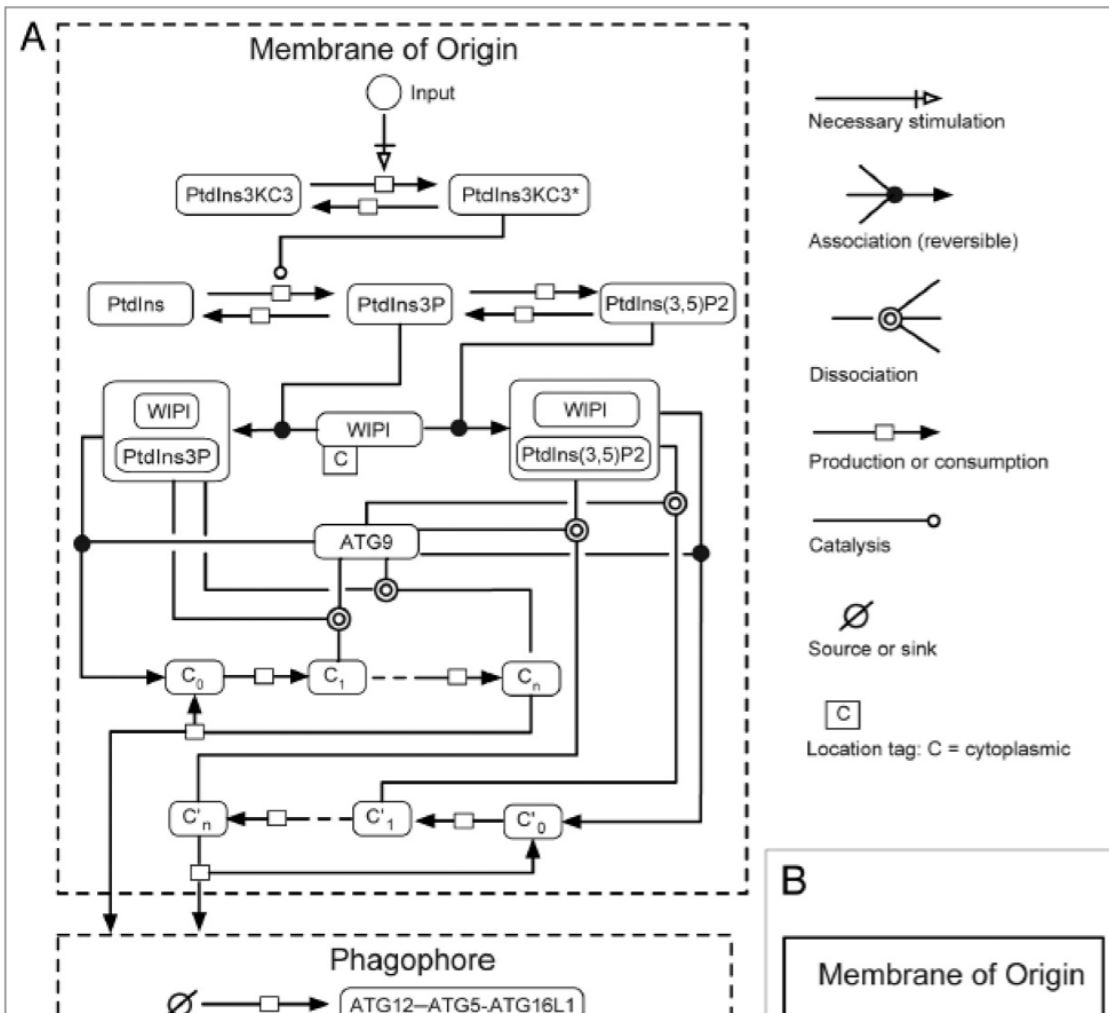 A
Membrane of Origin
Input
PtdIns3KC3
PtdIns3KC3*
PtdIns
PtdIns3P
PtdIns(3,5)P2
WIPI
PtdIns3P
WIPI
C
WIPI
PtdIns(3,5)P2
ATG9
C0
C1
Cn
C'n
C'1
C'0
Phagophore
ATG12–ATG5-ATG16L1
Necessary stimulation
Association (reversible)
Dissociation
Production or consumption
Catalysis
Source or sink
C
Location tag: C = cytoplasmic
B
Membrane of Origin